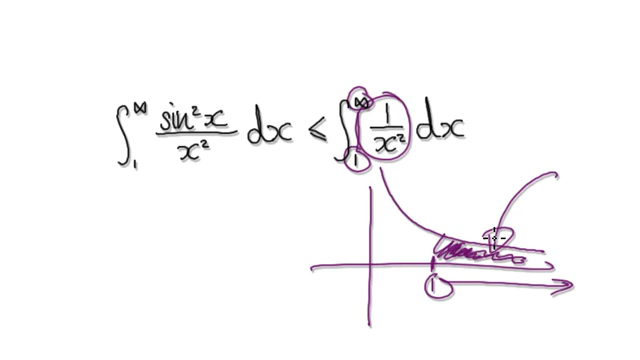 ∫₁^∞ sin²x/x² dx ≤ ∫₁^∞ 1/x² dx
1